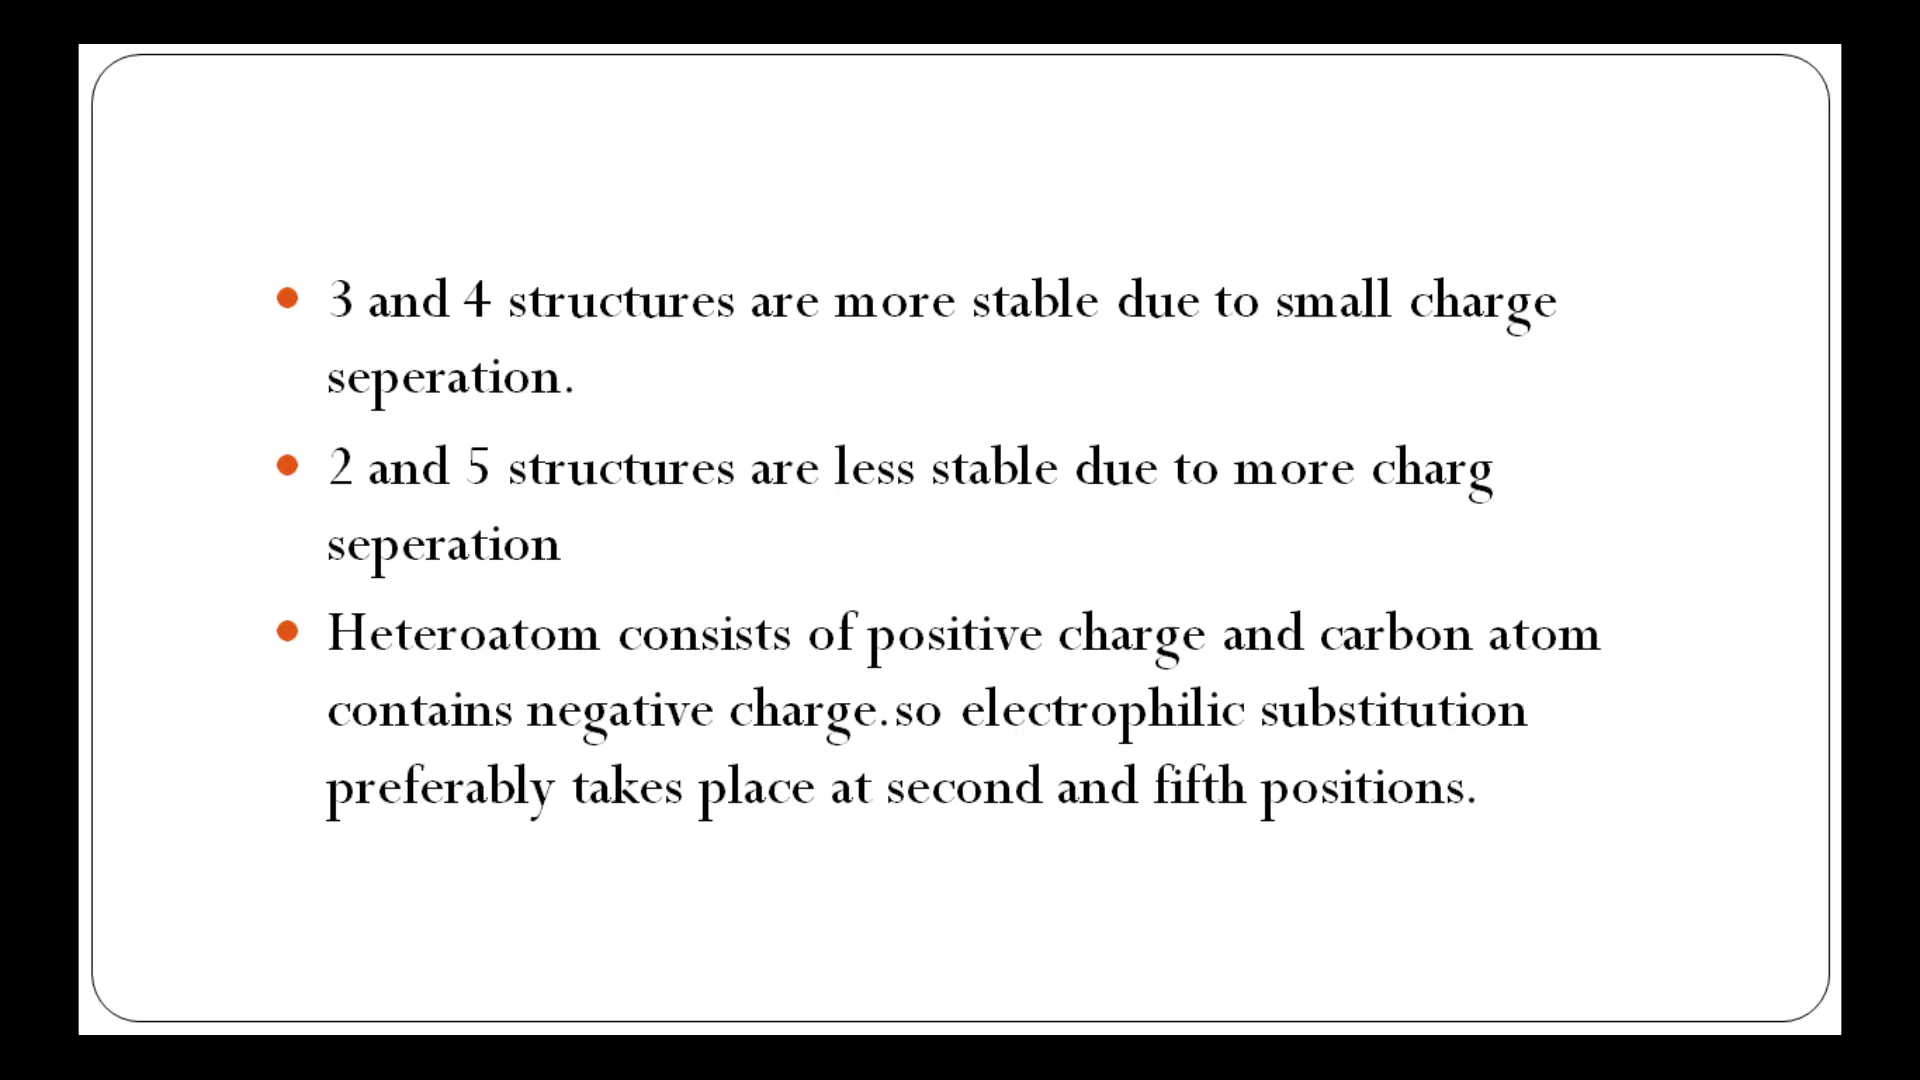 3 and 4 structures are more stable due to small charge
seperation.
2 and 5 structures are less stable due to more charg
seperation
Heteroatom consists of positive charge and carbon atom
contains negative charge.so electrophilic substitution
preferably takes place at second and fifth positions.